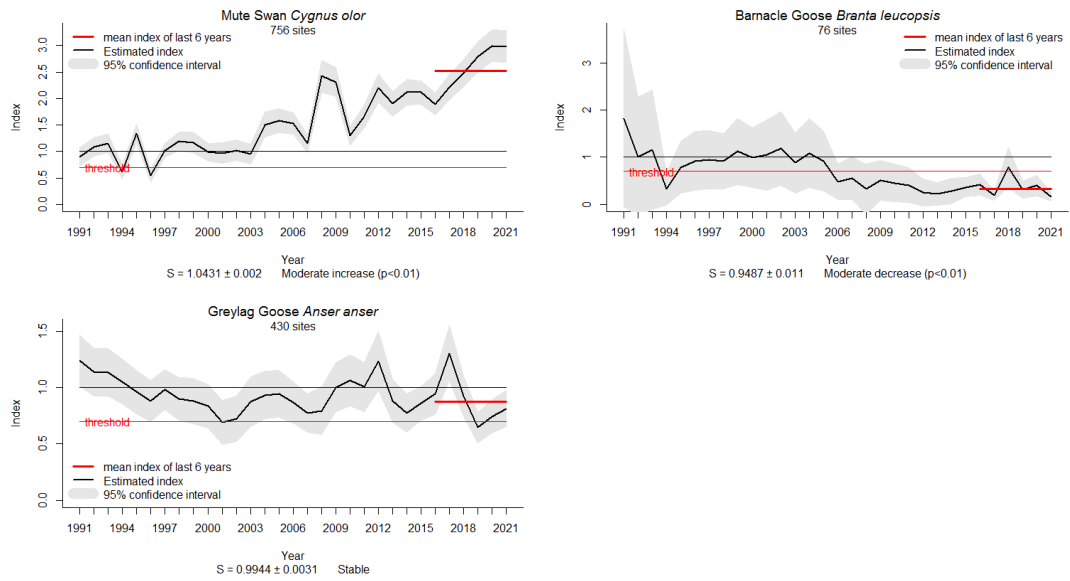 Mute Swan Cygnus olor
756 sites
mean index of last 6 years
Estimated index
95% confidence interval
threshold
Index
0.0 0.5 1.0 1.5 2.0 2.5 3.0
1991 1994 1997 2000 2003 2006 2009 2012 2015 2018 2021
Year
S = 1.0431 ± 0.002 Moderate increase (p<0.01)
Barnacle Goose Branta leucopsis
76 sites
mean index of last 6 years
Estimated index
95% confidence interval
threshold
Index
0 1 2 3
1991 1994 1997 2000 2003 2006 2009 2012 2015 2018 2021
Year
S = 0.9487 ± 0.011 Moderate decrease (p<0.01)
Greylag Goose Anser anser
430 sites
threshold
mean index of last 6 years
Estimated index
95% confidence interval
Index
0.0 0.5 1.0 1.5
1991 1994 1997 2000 2003 2006 2009 2012 2015 2018 2021
Year
S = 0.9944 ± 0.0031 Stable